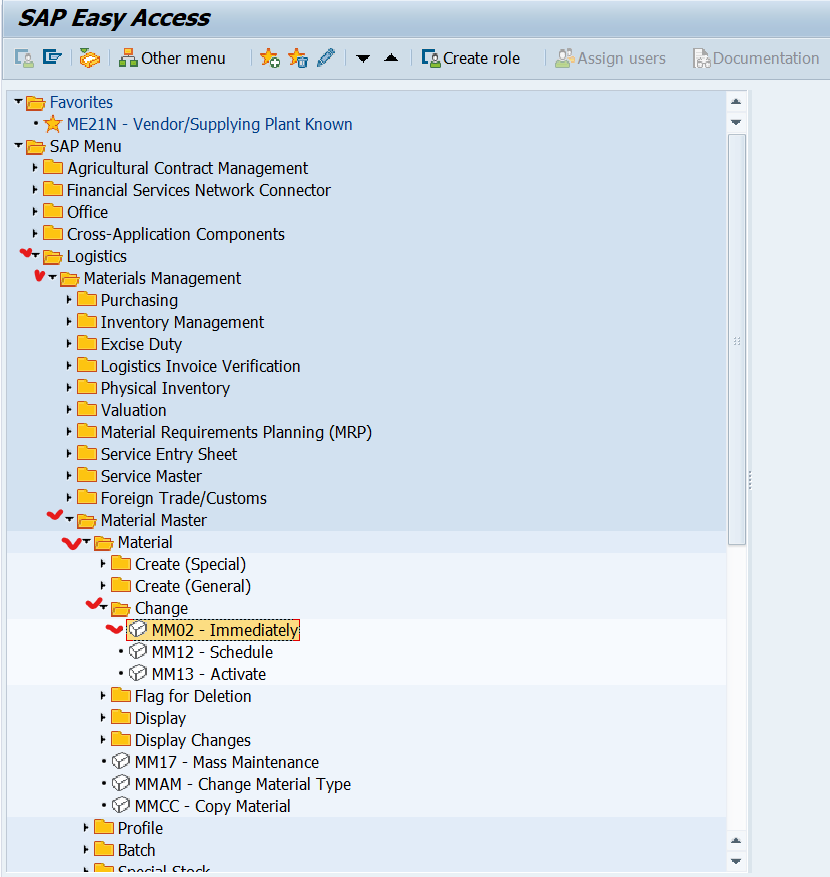 SAP Easy Access
Other menu Create role Assign users Documentation
Favorites
ME21N - Vendor/Supplying Plant Known
SAP Menu
Agricultural Contract Management
Financial Services Network Connector
Office
Cross-Application Components
Logistics
Materials Management
Purchasing
Inventory Management
Excise Duty
Logistics Invoice Verification
Physical Inventory
Valuation
Material Requirements Planning (MRP)
Service Entry Sheet
Service Master
Foreign Trade/Customs
Material Master
Material
Create (Special)
Create (General)
Change
MM02 - Immediately
MM12 - Schedule
MM13 - Activate
Flag for Deletion
Display
Display Changes
MM17 - Mass Maintenance
MMAM - Change Material Type
MMCC - Copy Material
Profile
Batch
Special Stock